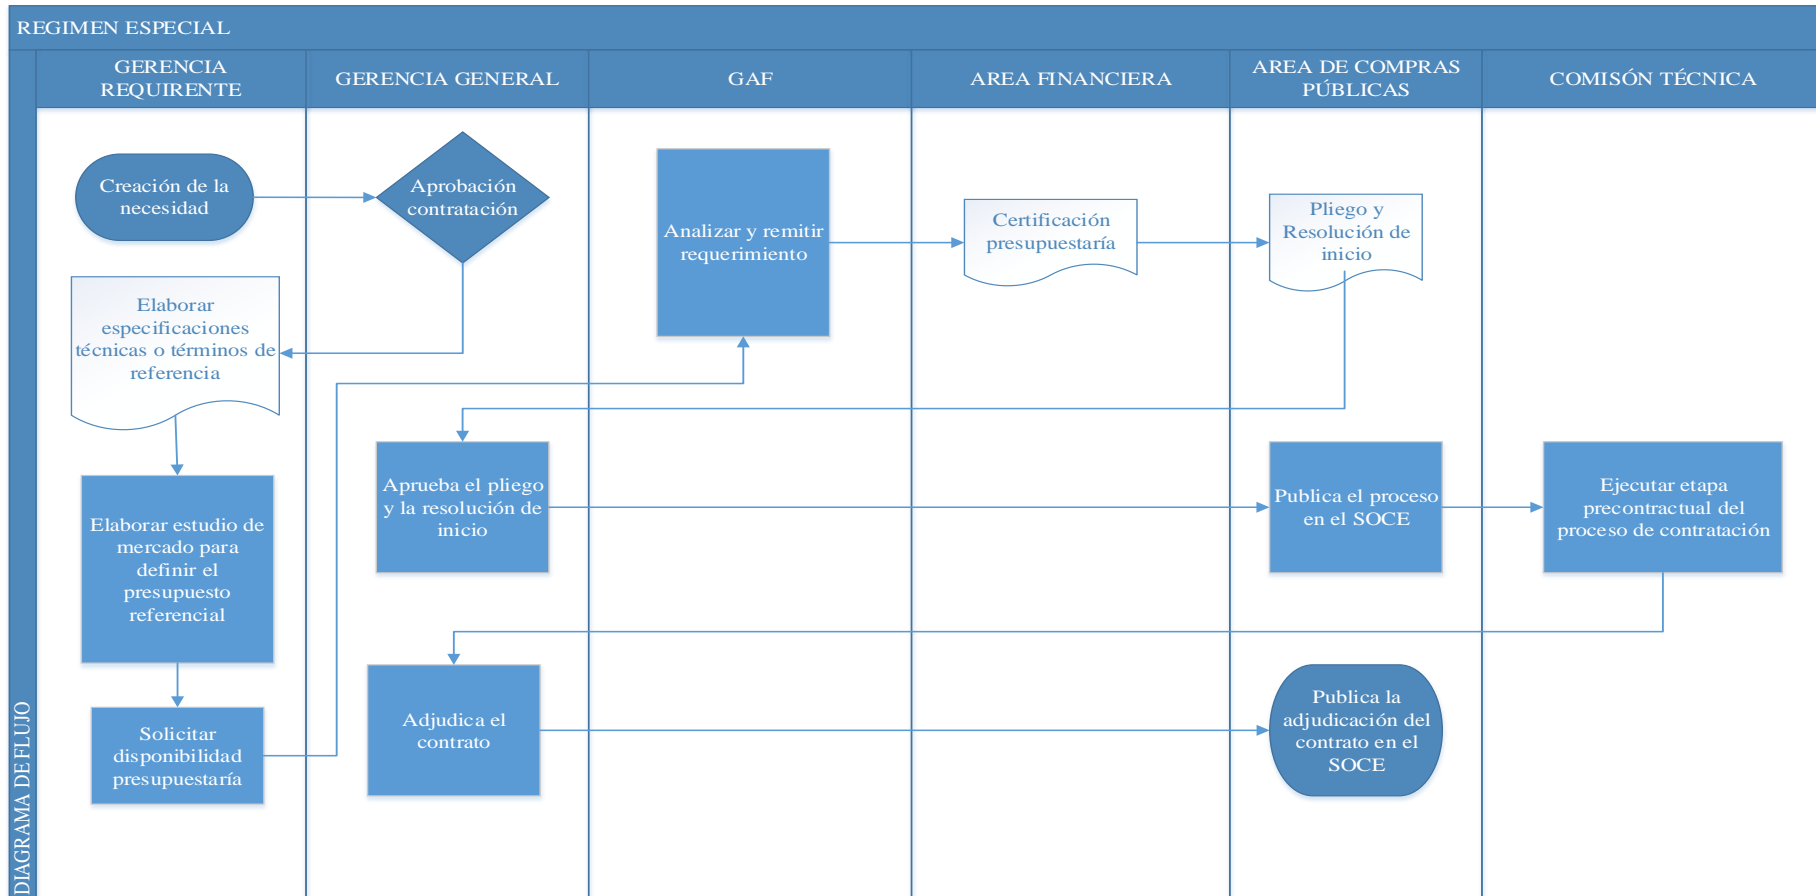 REGIMEN ESPECIAL
GERENCIA
REQUIRENTE
GERENCIA GENERAL
GAF
AREA FINANCIERA
AREA DE COMPRAS
PÚBLICAS
COMISÓN TÉCNICA
DIAGRAMA DE FLUJO
Creación de la
necesidad
Aprobación
contratación
Elaborar
especificaciones
técnicas o términos de
referencia
Elaborar estudio de
mercado para
definir el
presupuesto
referencial
Solicitar
disponibilidad
presupuestaría
Analizar y remitir
requerimiento
Certificación
presupuestaría
Pliego y
Resolución de
inicio
Aprueba el pliego
y la resolución de
inicio
Publica el proceso
en el SOCE
Ejecutar etapa
precontractual del
proceso de contratación
Adjudica el
contrato
Publica la
adjudicación del
contrato en el
SOCE